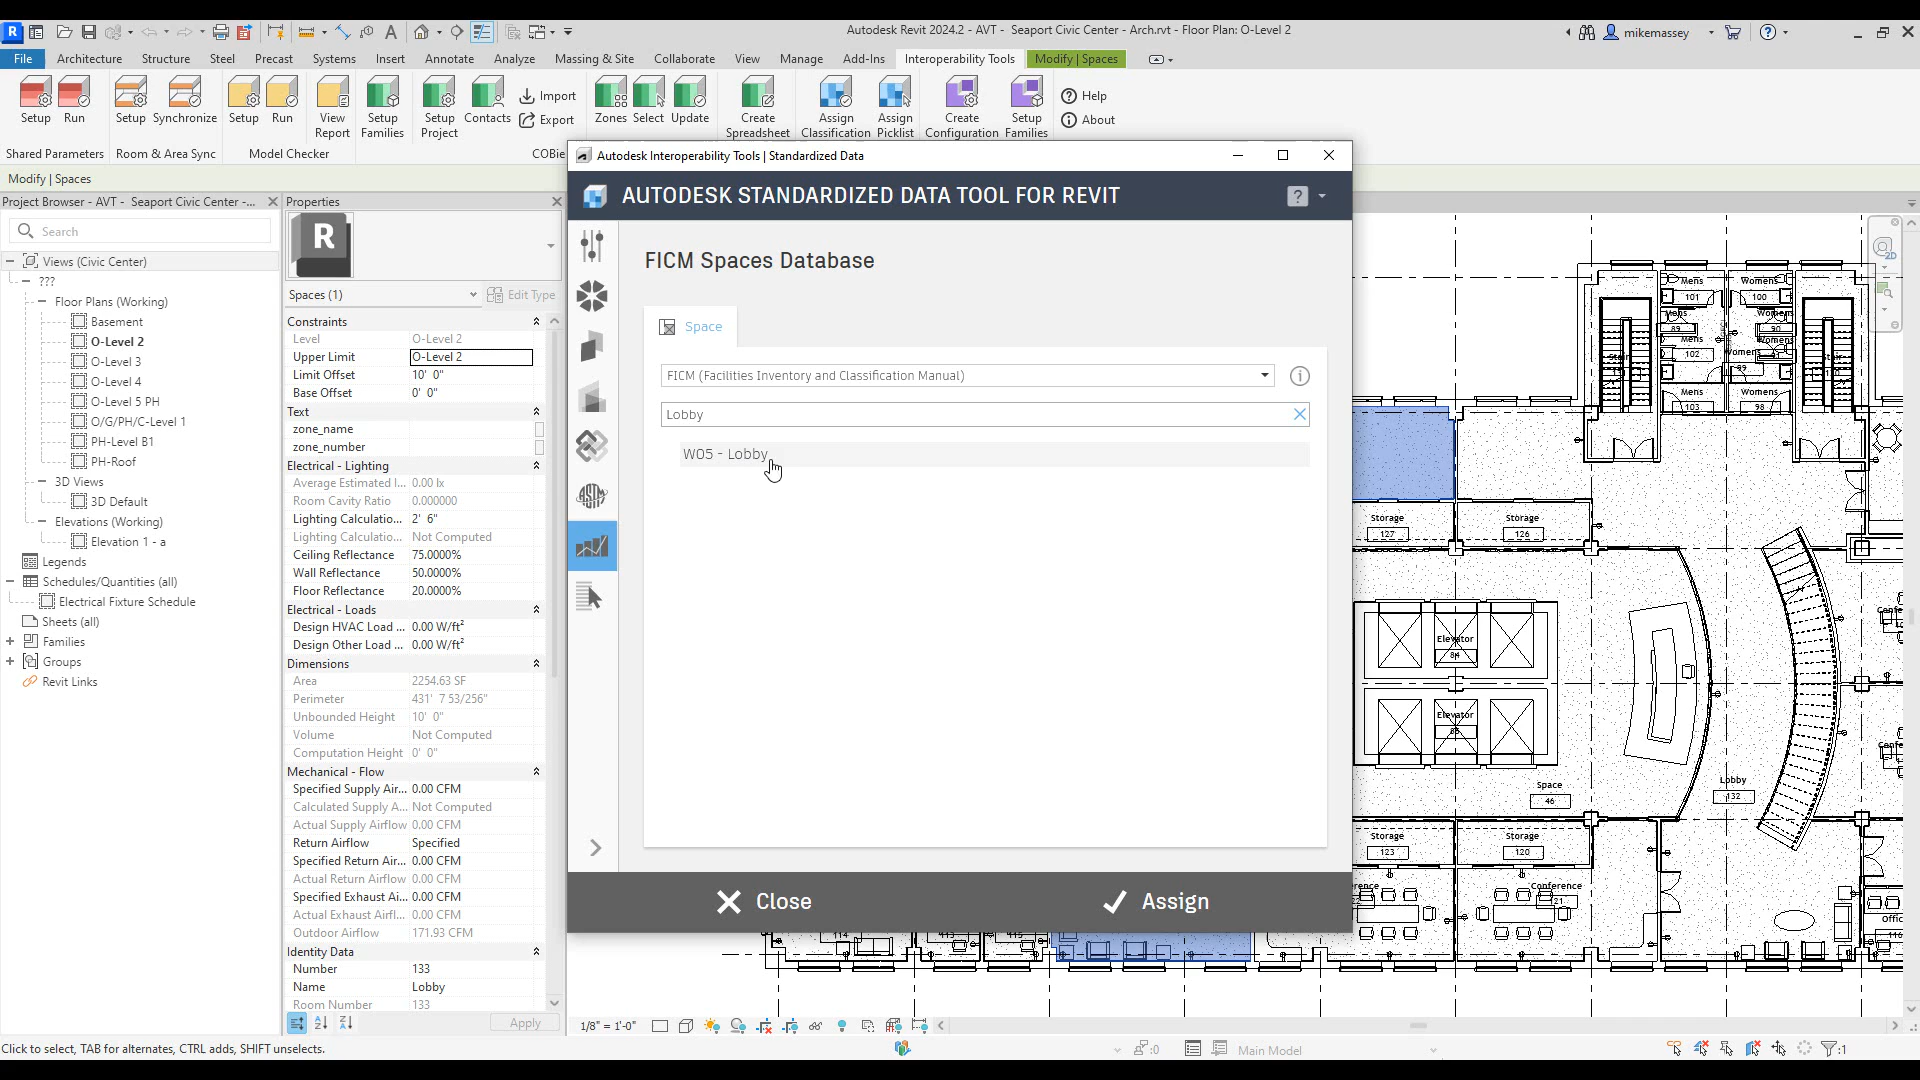 Autodesk Revit 2024.2 - AVT - Seaport Civic Center - Arch.rvt - Floor Plan: O-Level 2
mikemassey
File Architecture Structure Steel Precast Systems Insert Annotate Analyze Massing & Site Collaborate View Manage Add-Ins Interoperability Tools Modify | Spaces
Setup Run Setup Synchronize Setup Run View Report Setup Families Setup Project Contacts Import Export Zones Select Update Create Spreadsheet Assign Classification Assign Picklist Create Configuration Setup Families Help About
Shared Parameters Room & Area Sync Model Checker COBie
Modify | Spaces
Project Browser - AVT - Seaport Civic Center -...
Search
Views (Civic Center)
???
Floor Plans (Working)
Basement
O-Level 2
O-Level 3
O-Level 4
O-Level 5 PH
O/G/PH/C-Level 1
PH-Level B1
PH-Roof
3D Views
3D Default
Elevations (Working)
Elevation 1 - a
Legends
Schedules/Quantities (all)
Electrical Fixture Schedule
Sheets (all)
Families
Groups
Revit Links
Properties
R
Spaces (1) Edit Type
Constraints
Level O-Level 2
Upper Limit O-Level 2
Limit Offset 10' 0"
Base Offset 0' 0"
Text
zone_name
zone_number
Electrical - Lighting
Average Estimated I... 0.00 lx
Room Cavity Ratio 0.000000
Lighting Calculatio... 2' 6"
Lighting Calculatio... Not Computed
Ceiling Reflectance 75.0000%
Wall Reflectance 50.0000%
Floor Reflectance 20.0000%
Electrical - Loads
Design HVAC Load ... 0.00 W/ft²
Design Other Load ... 0.00 W/ft²
Dimensions
Area 2254.63 SF
Perimeter 431' 7 53/256"
Unbounded Height 10' 0"
Volume Not Computed
Computation Height 0' 0"
Mechanical - Flow
Specified Supply Air... 0.00 CFM
Calculated Supply A... Not Computed
Actual Supply Airflow 0.00 CFM
Return Airflow Specified
Specified Return Air... 0.00 CFM
Actual Return Airflow 0.00 CFM
Specified Exhaust Ai... 0.00 CFM
Actual Exhaust Airfl... 0.00 CFM
Outdoor Airflow 171.93 CFM
Identity Data
Number 133
Name Lobby
Room Number 133
Apply
Autodesk Interoperability Tools | Standardized Data
AUTODESK STANDARDIZED DATA TOOL FOR REVIT
FICM Spaces Database
Space
FICM (Facilities Inventory and Classification Manual)
Lobby
W05 - Lobby
ASTM
Close Assign
Mens Womens
101 100
Mens Womens
89 90
Mens Womens
102
Womens
99
Mens Womens
103 98
Stair
Storage Storage
127 126
Elevator
84
Elevator
Space
46
Lobby
132
Storage Storage
123 120
Conference
114 113 115
1/8" = 1'-0"
Click to select, TAB for alternates, CTRL adds, SHIFT unselects.
:0
Main Model
:1